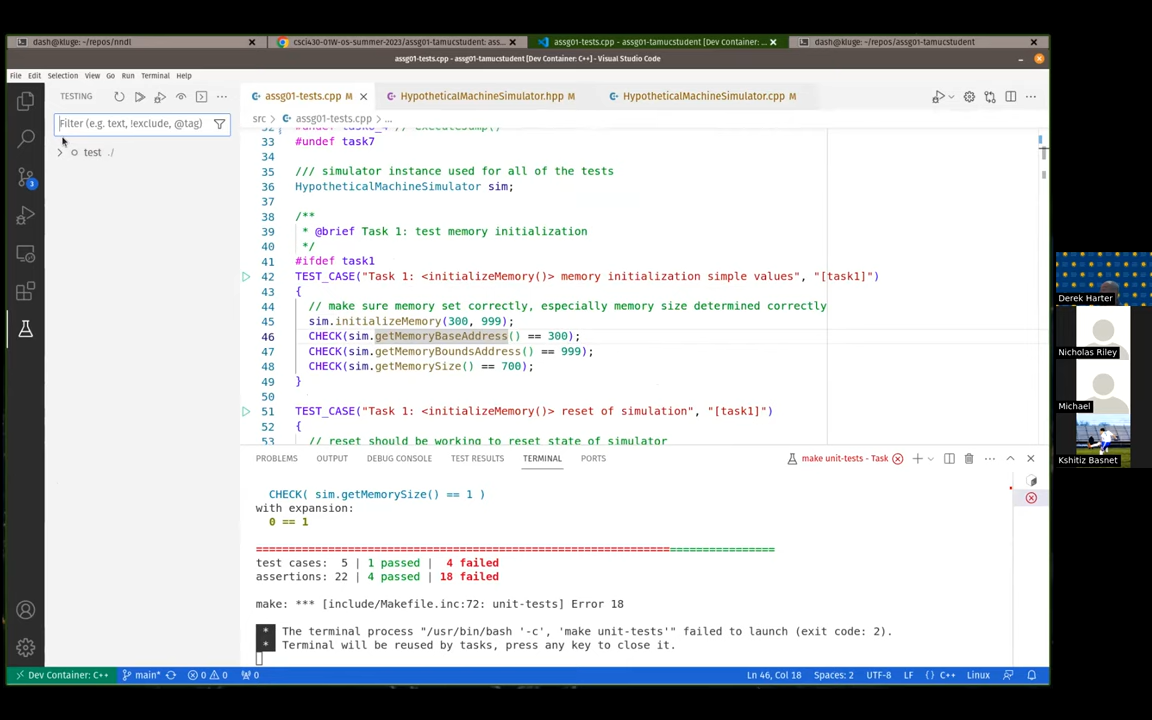 dash@kluge: ~/repos/nndl
csci430-01W-os-summer-2023/assg01-tamucstudent: ass…
assg01-tests.cpp - assg01-tamucstudent [Dev Container: …
dash@kluge: ~/repos/assg01-tamucstudent
assg01-tests.cpp - assg01-tamucstudent [Dev Container: C++] - Visual Studio Code
File Edit Selection View Go Run Terminal Help
TESTING
assg01-tests.cpp M
HypotheticalMachineSimulator.hpp M
HypotheticalMachineSimulator.cpp M
Filter (e.g. text, !exclude, @tag)
src > assg01-tests.cpp > …
test ./
32 #undef task6_4 // executeJump()
33 #undef task7
34
35 /// simulator instance used for all of the tests
36 HypotheticalMachineSimulator sim;
37
38 /**
39 * @brief Task 1: test memory initialization
40 */
41 #ifdef task1
42 TEST_CASE("Task 1: <initializeMemory()> memory initialization simple values", "[task1]")
43 {
44 // make sure memory set correctly, especially memory size determined correctly
45 sim.initializeMemory(300, 999);
46 CHECK(sim.getMemoryBaseAddress() == 300);
47 CHECK(sim.getMemoryBoundsAddress() == 999);
48 CHECK(sim.getMemorySize() == 700);
49 }
50
51 TEST_CASE("Task 1: <initializeMemory()> reset of simulation", "[task1]")
52 {
53 // reset should be working to reset state of simulator
PROBLEMS OUTPUT DEBUG CONSOLE TEST RESULTS TERMINAL PORTS
make unit-tests - Task
CHECK( sim.getMemorySize() == 1 )
with expansion:
0 == 1
test cases: 5 | 1 passed | 4 failed
assertions: 22 | 4 passed | 18 failed
make: *** [include/Makefile.inc:72: unit-tests] Error 18
* The terminal process "/usr/bin/bash '-c', 'make unit-tests'" failed to launch (exit code: 2).
* Terminal will be reused by tasks, press any key to close it.
3
Dev Container: C++ main* 0 0 0
Ln 46, Col 18 Spaces: 2 UTF-8 LF {} C++ Linux
Derek Harter
Nicholas Riley
Michael
Kshitiz Basnet